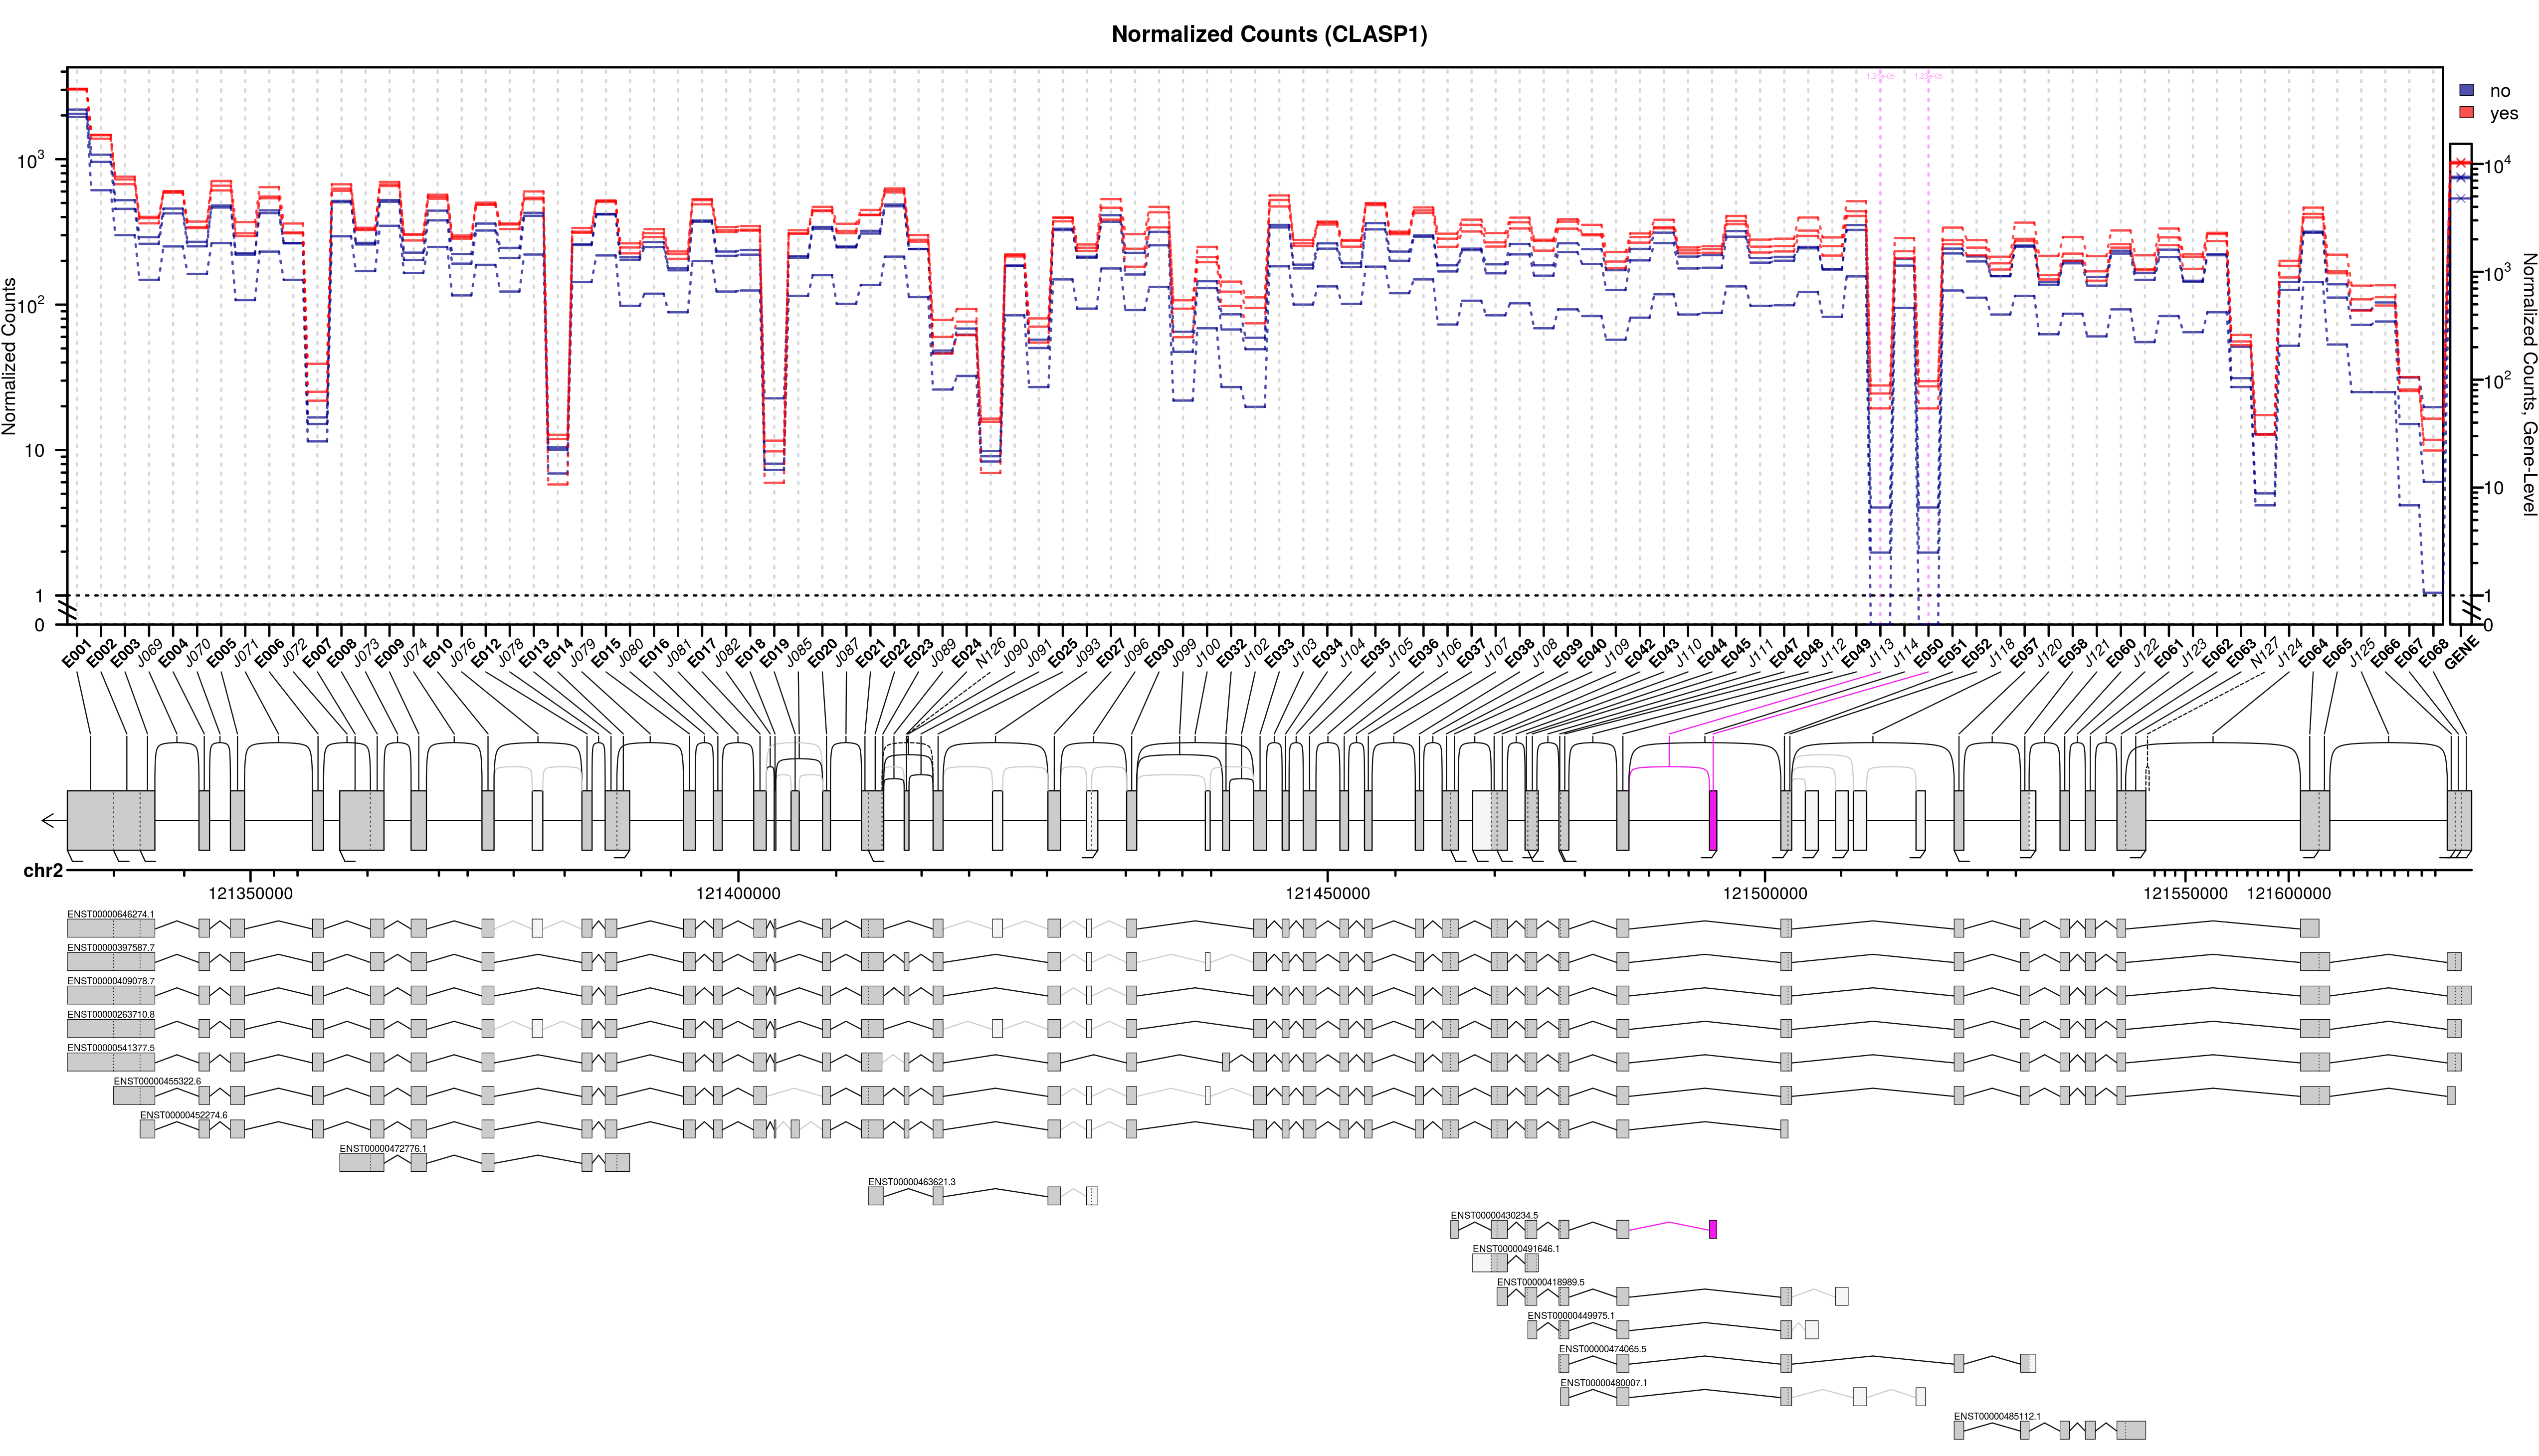 Normalized Counts (CLASP1)
1.24e-05 1.23e-05
no
yes
Normalized Counts
10³
10²
10
1
0
10⁴
10³
10²
10
1
0
Normalized Counts, Gene-Level
E001 E002 E003 J069 E004 J070 E005 J071 E006 J072 E007 E008 J073 E009 J074 E010 J076 E012 J078 E013 E014 J079 E015 J080 E016 J081 E017 J082 E018 E019 J085 E020 J087 E021 E022 E023 J089 E024 N126 J090 J091 E025 J093 E027 J096 E030 J099 J100 E032 J102 E033 J103 E034 J104 E035 J105 E036 J106 E037 J107 E038 J108 E039 E040 J109 E042 E043 J110 E044 E045 J111 E047 E048 J112 E049 J113 J114 E050 E051 E052 J118 E057 J120 E058 J121 E060 J122 E061 J123 E062 E063 N127 J124 E064 E065 J125 E066 E067 E068 GENE
chr2
121350000 121400000 121450000 121500000 121550000 121600000
ENST00000646274.1
ENST00000397587.7
ENST00000409078.7
ENST00000263710.8
ENST00000541377.5
ENST00000455322.6
ENST00000452274.6
ENST00000472776.1
ENST00000463621.3
ENST00000430234.5
ENST00000491646.1
ENST00000418989.5
ENST00000449975.1
ENST00000474065.5
ENST00000480007.1
ENST00000485112.1